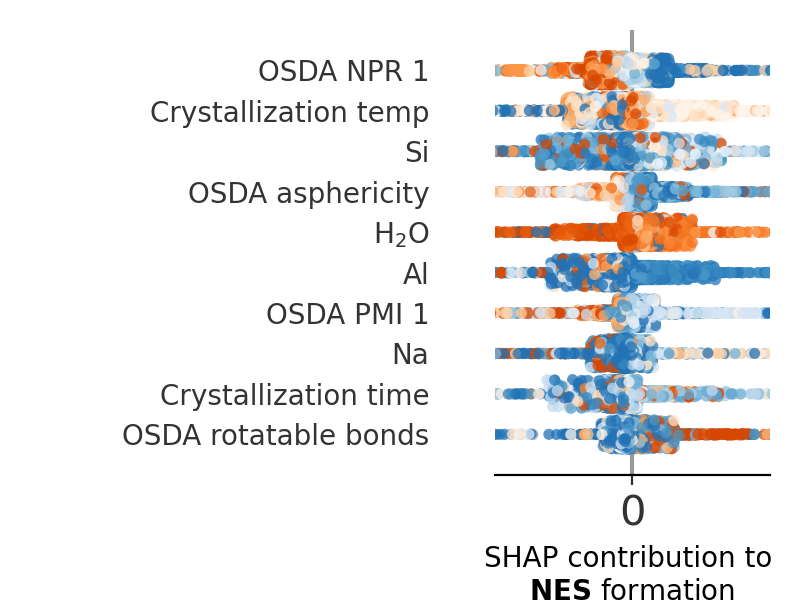 OSDA NPR 1
Crystallization temp
Si
OSDA asphericity
H₂O
Al
OSDA PMI 1
Na
Crystallization time
OSDA rotatable bonds
0
SHAP contribution to
NES formation